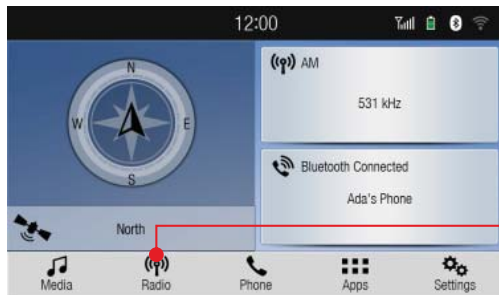 12:00
AM
531 kHz
N
W
E
S
Bluetooth Connected
Ada's Phone
North
Media
Radio
Phone
Apps
Settings